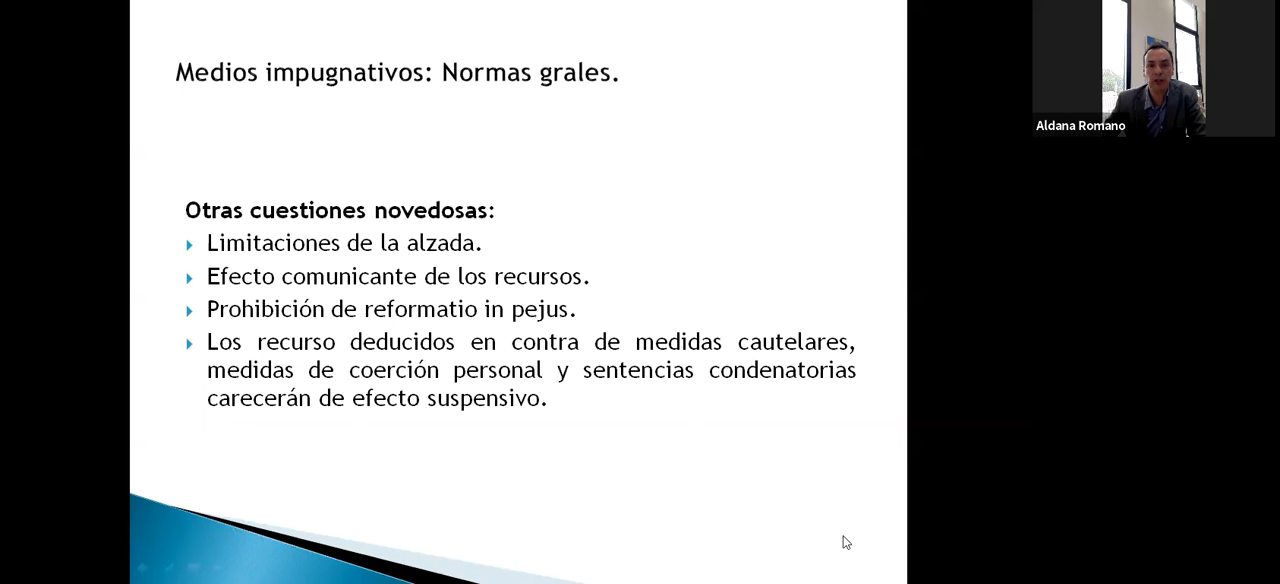 Medios impugnativos: Normas grales.
Aldana Romano
Otras cuestiones novedosas:
Limitaciones de la alzada.
Efecto comunicante de los recursos.
Prohibición de reformatio in pejus.
Los recurso deducidos en contra de medidas cautelares,
medidas de coerción personal y sentencias condenatorias
carecerán de efecto suspensivo.